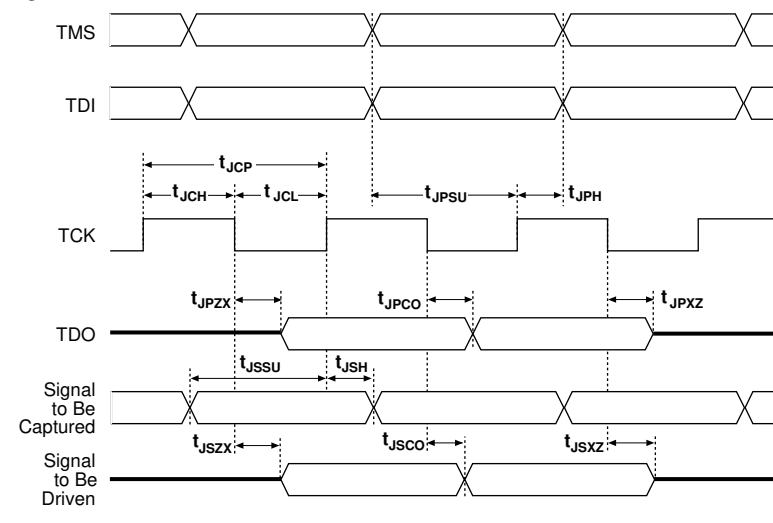 TMS
TDI
tJCP
tJCH tJCL tJPSU tJPH
TCK
tJPZX tJPCO tJPXZ
TDO
tJSSU tJSH
Signal
to Be
Captured
tJSZX tJSCO tJSXZ
Signal
to Be
Driven